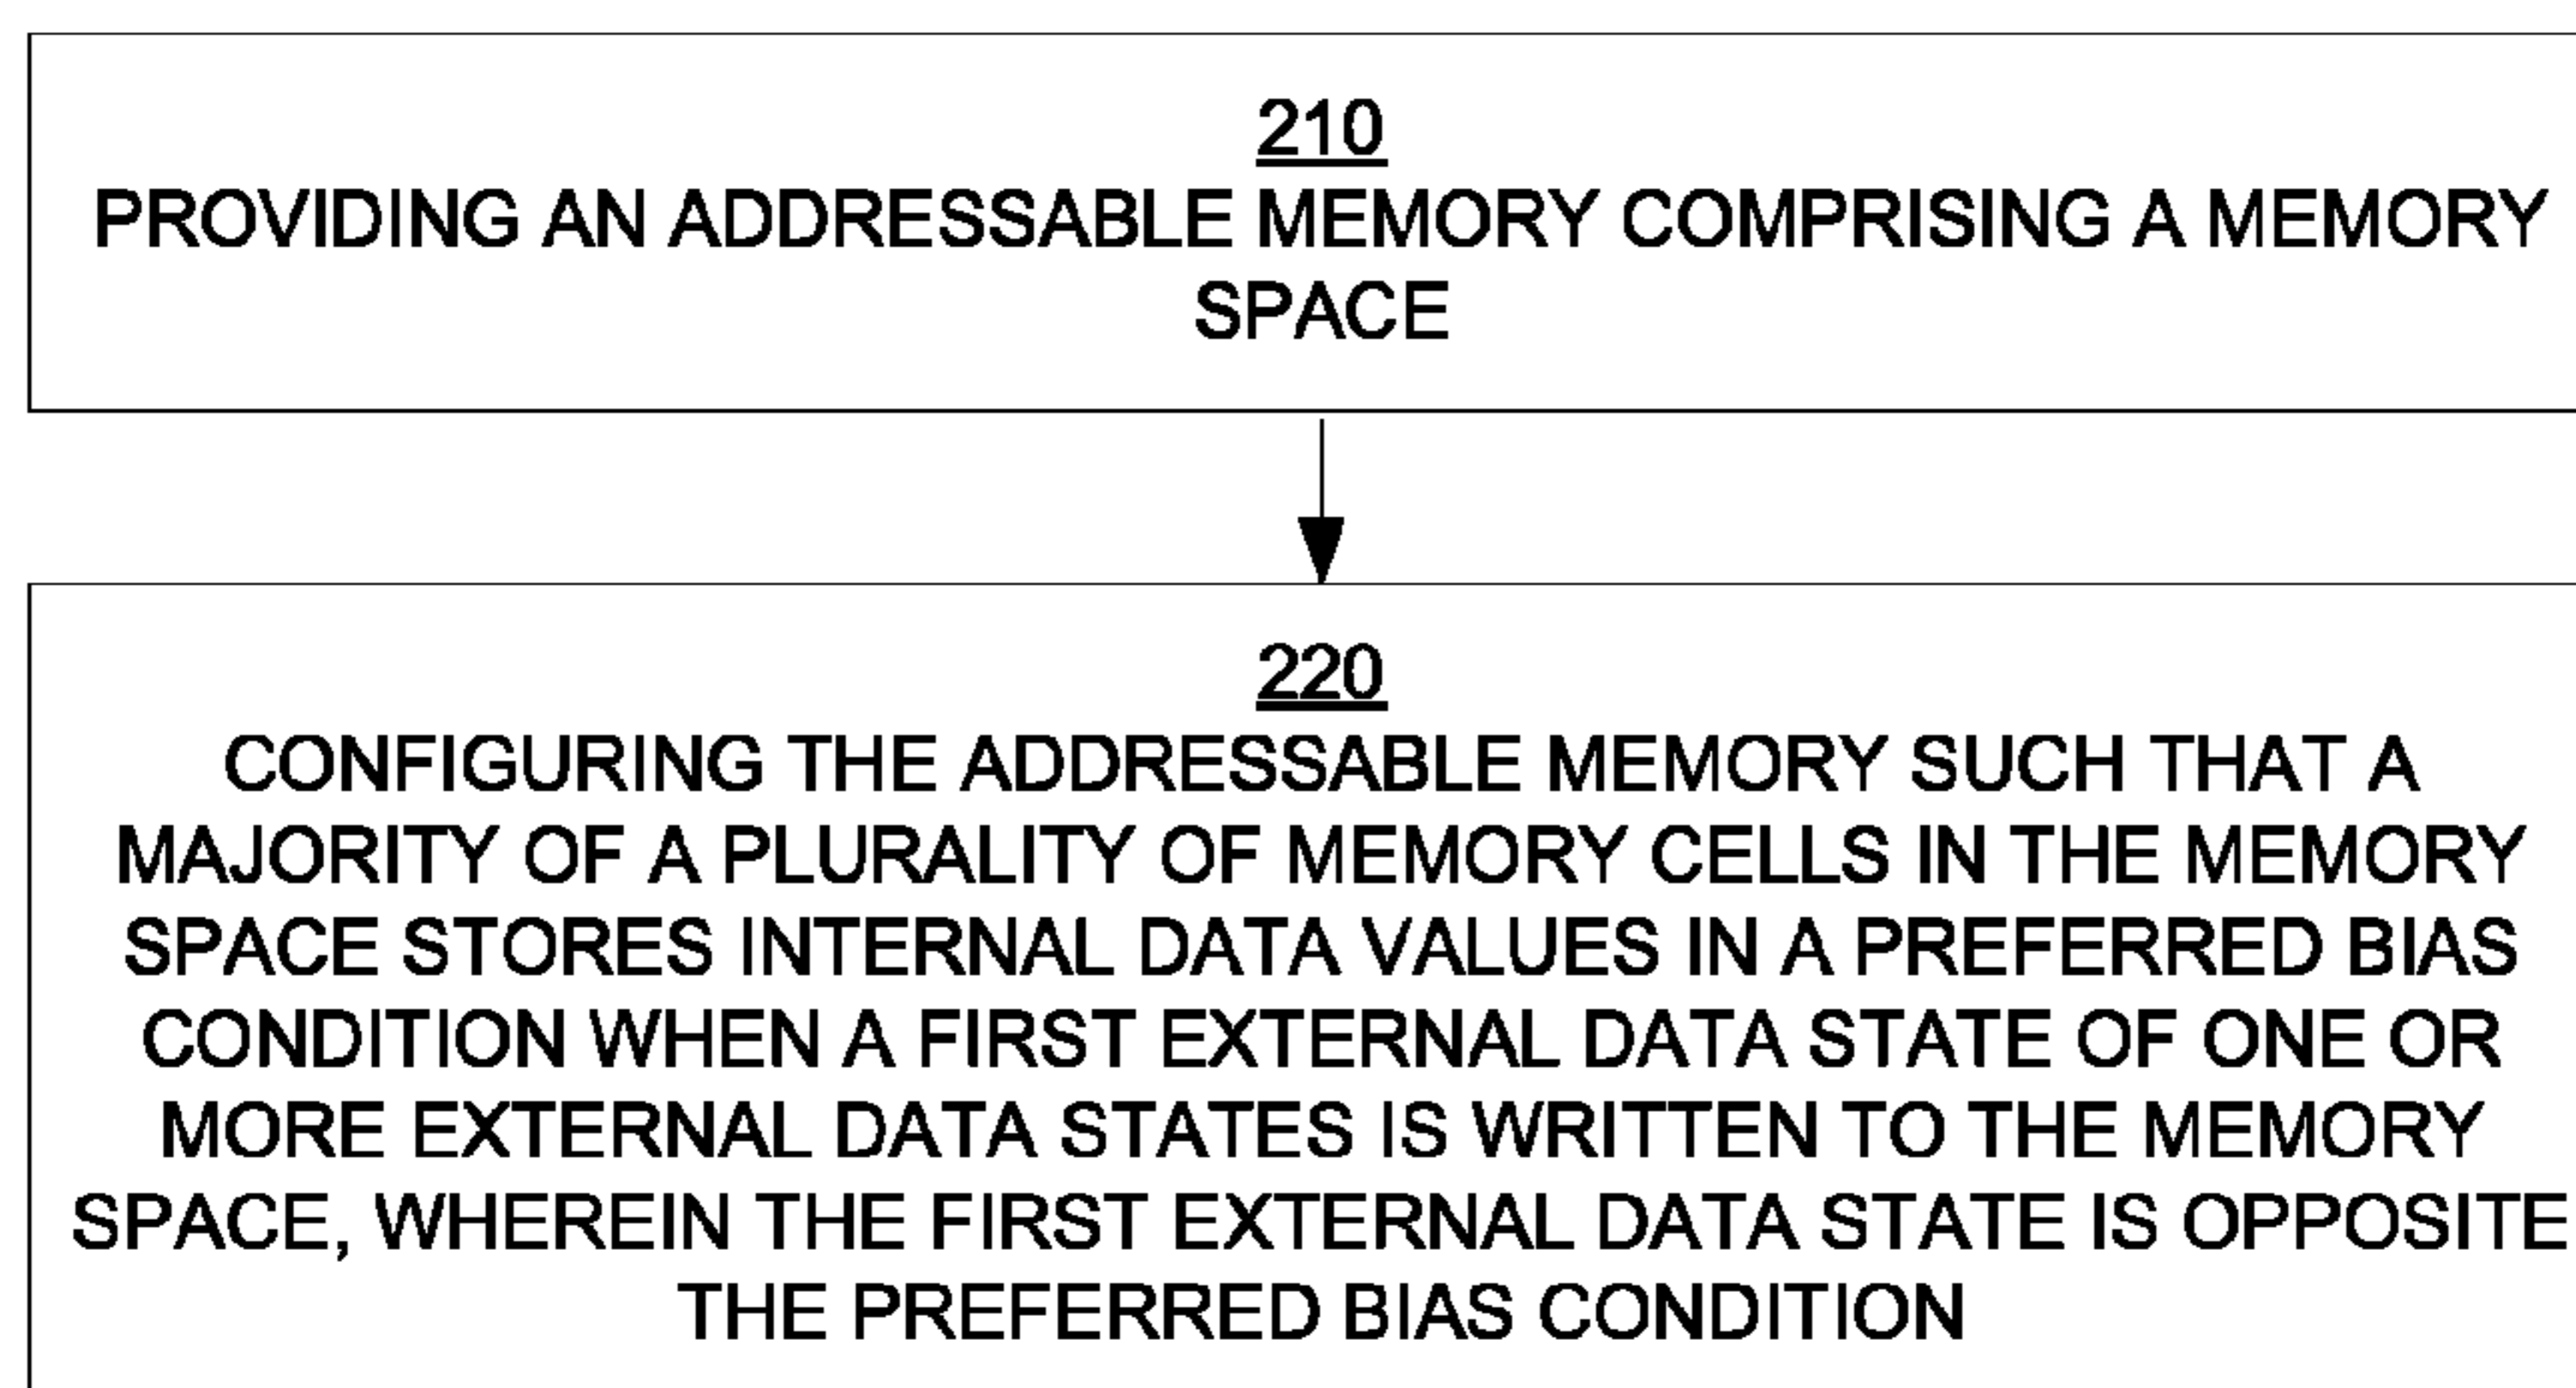 210
PROVIDING AN ADDRESSABLE MEMORY COMPRISING A MEMORY
SPACE
220
CONFIGURING THE ADDRESSABLE MEMORY SUCH THAT A
MAJORITY OF A PLURALITY OF MEMORY CELLS IN THE MEMORY
SPACE STORES INTERNAL DATA VALUES IN A PREFERRED BIAS
CONDITION WHEN A FIRST EXTERNAL DATA STATE OF ONE OR
MORE EXTERNAL DATA STATES IS WRITTEN TO THE MEMORY
SPACE, WHEREIN THE FIRST EXTERNAL DATA STATE IS OPPOSITE
THE PREFERRED BIAS CONDITION